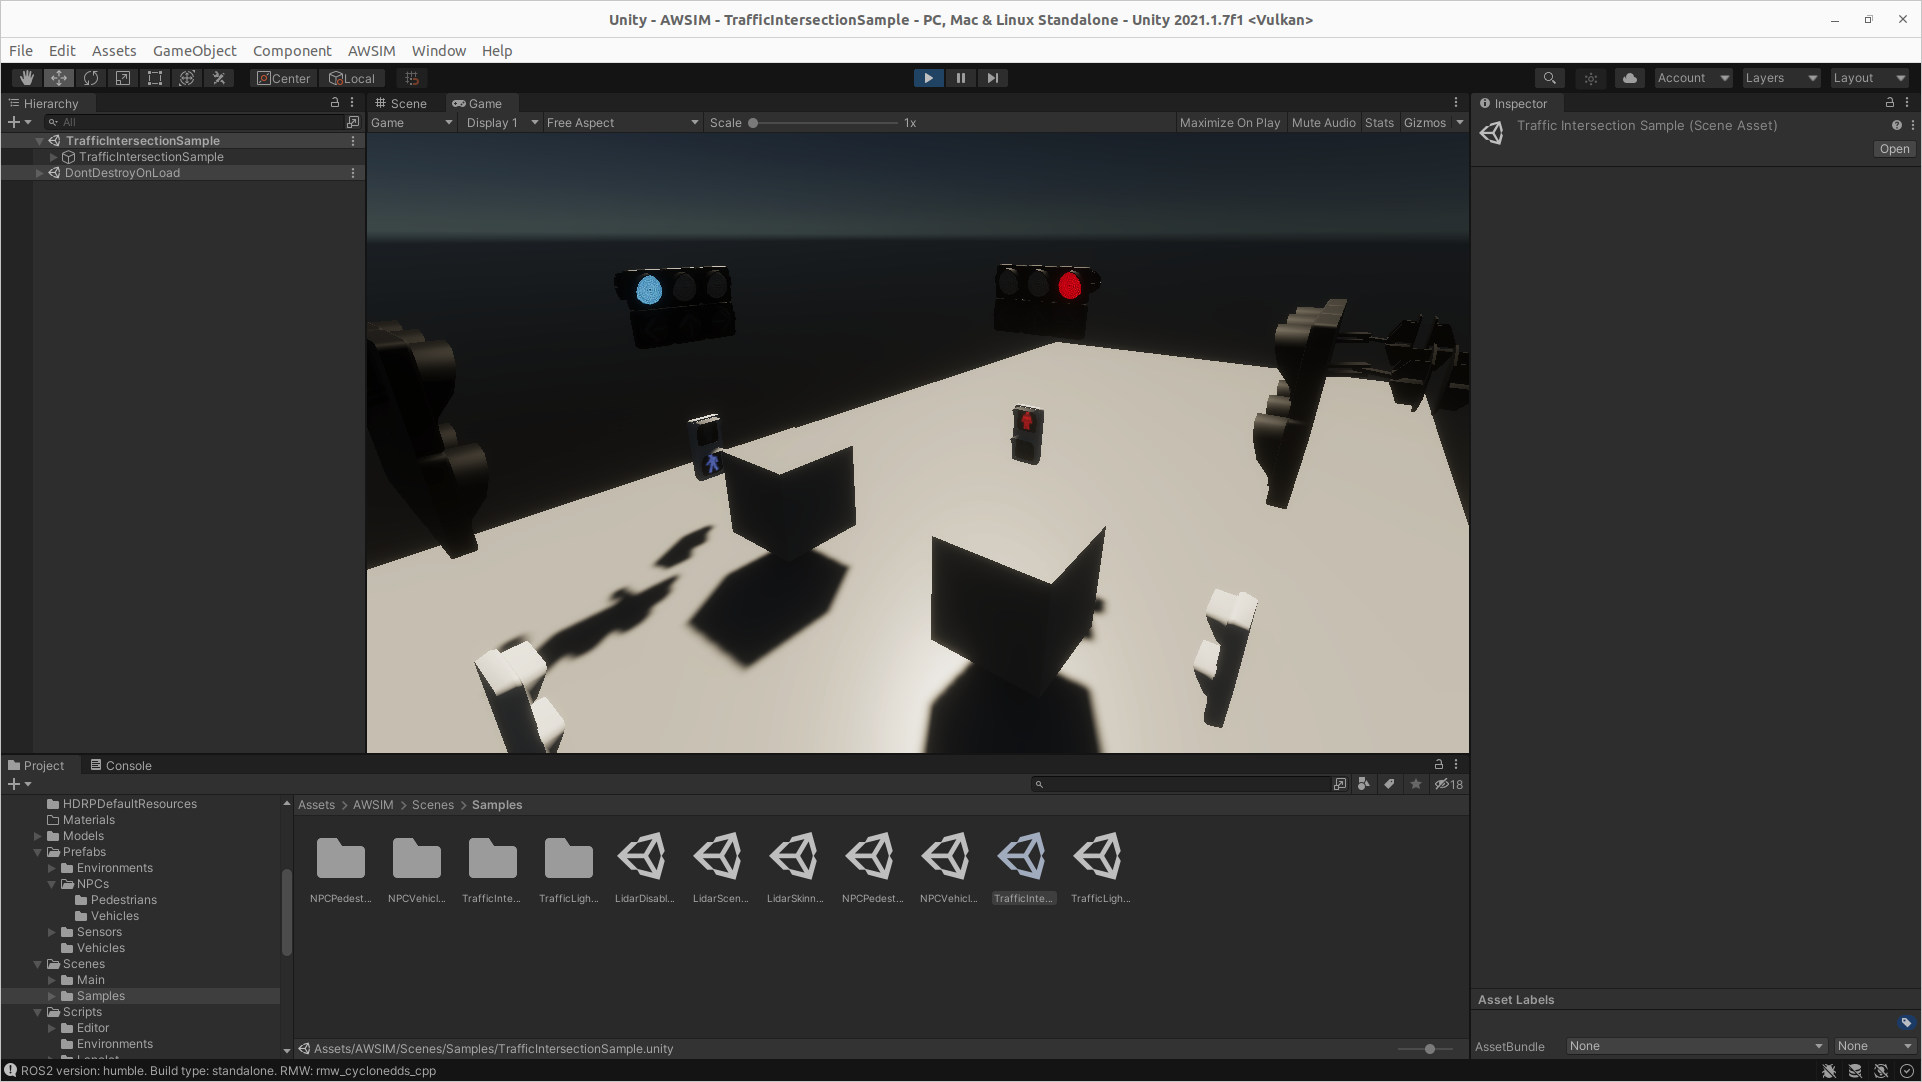 Unity - AWSIM - TrafficIntersectionSample - PC, Mac & Linux Standalone - Unity 2021.1.7f1 <Vulkan>
File Edit Assets GameObject Component AWSIM Window Help
Center Local Account Layers Layout
Hierarchy
All
TrafficIntersectionSample
TrafficIntersectionSample
DontDestroyOnLoad
Scene Game
Game Display 1 Free Aspect Scale 1x Maximize On Play Mute Audio Stats Gizmos
Inspector
Traffic Intersection Sample (Scene Asset)
Open
Project Console
18
HDRPDefaultResources
Materials
Models
Prefabs
Environments
NPCs
Pedestrians
Vehicles
Sensors
Vehicles
Scenes
Main
Samples
Scripts
Editor
Environments
Assets > AWSIM > Scenes > Samples
NPCPedest... NPCVehicl... TrafficInte... TrafficLigh... LidarDisabl... LidarScen... LidarSkinn... NPCPedest... NPCVehicl... TrafficInte... TrafficLigh...
Assets/AWSIM/Scenes/Samples/TrafficIntersectionSample.unity
Asset Labels
AssetBundle None None
ROS2 version: humble. Build type: standalone. RMW: rmw_cyclonedds_cpp